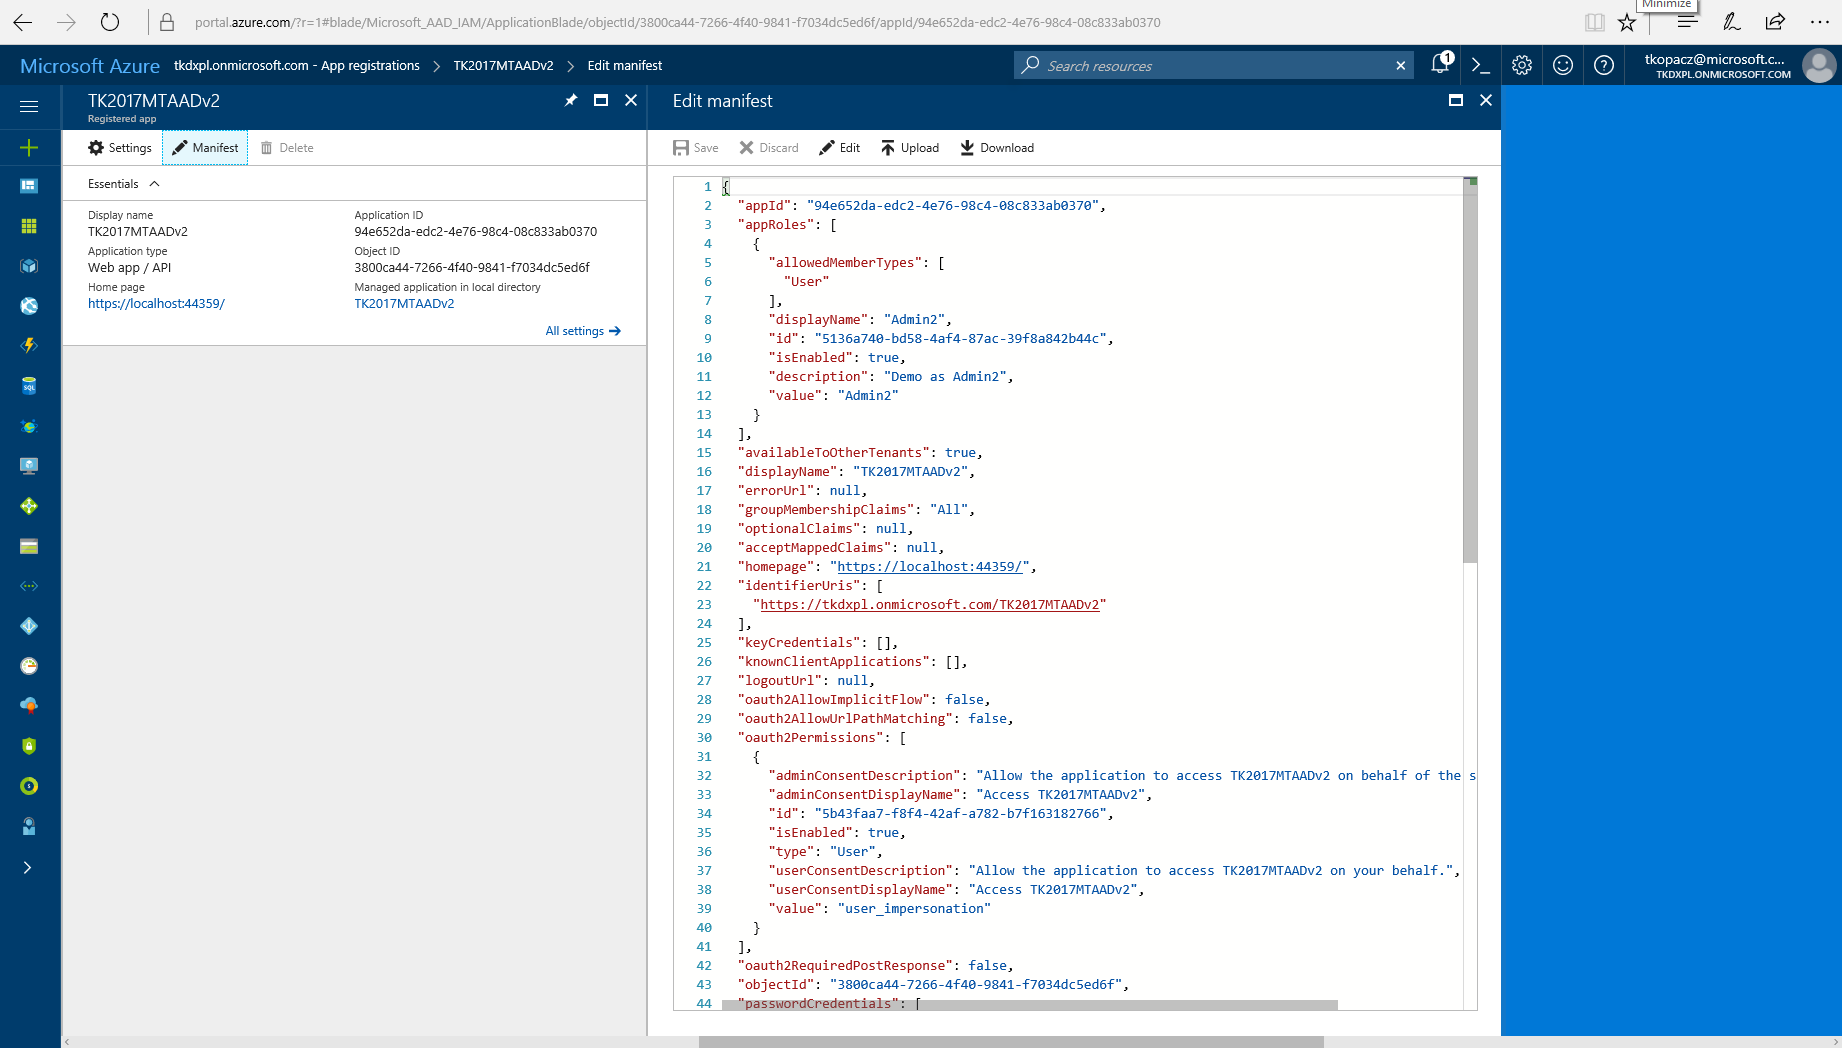 Minimize
portal.azure.com/?r=1#blade/Microsoft_AAD_IAM/ApplicationBlade/objectId/3800ca44-7266-4f40-9841-f7034dc5ed6f/appId/94e652da-edc2-4e76-98c4-08c833ab0370
Microsoft Azure tkdxpl.onmicrosoft.com - App registrations > TK2017MTAADv2 > Edit manifest
Search resources
1
tkopacz@microsoft.c...
TKDXPL.ONMICROSOFT.COM
TK2017MTAADv2
Registered app
Settings Manifest Delete
Essentials
Display name
TK2017MTAADv2
Application type
Web app / API
Home page
https://localhost:44359/
Application ID
94e652da-edc2-4e76-98c4-08c833ab0370
Object ID
3800ca44-7266-4f40-9841-f7034dc5ed6f
Managed application in local directory
TK2017MTAADv2
All settings →
SQL
Edit manifest
Save Discard Edit Upload Download
1 {
2 "appId": "94e652da-edc2-4e76-98c4-08c833ab0370",
3 "appRoles": [
4 {
5 "allowedMemberTypes": [
6 "User"
7 ],
8 "displayName": "Admin2",
9 "id": "5136a740-bd58-4af4-87ac-39f8a842b44c",
10 "isEnabled": true,
11 "description": "Demo as Admin2",
12 "value": "Admin2"
13 }
14 ],
15 "availableToOtherTenants": true,
16 "displayName": "TK2017MTAADv2",
17 "errorUrl": null,
18 "groupMembershipClaims": "All",
19 "optionalClaims": null,
20 "acceptMappedClaims": null,
21 "homepage": "https://localhost:44359/",
22 "identifierUris": [
23 "https://tkdxpl.onmicrosoft.com/TK2017MTAADv2"
24 ],
25 "keyCredentials": [],
26 "knownClientApplications": [],
27 "logoutUrl": null,
28 "oauth2AllowImplicitFlow": false,
29 "oauth2AllowUrlPathMatching": false,
30 "oauth2Permissions": [
31 {
32 "adminConsentDescription": "Allow the application to access TK2017MTAADv2 on behalf of the s
33 "adminConsentDisplayName": "Access TK2017MTAADv2",
34 "id": "5b43faa7-f8f4-42af-a782-b7f163182766",
35 "isEnabled": true,
36 "type": "User",
37 "userConsentDescription": "Allow the application to access TK2017MTAADv2 on your behalf.",
38 "userConsentDisplayName": "Access TK2017MTAADv2",
39 "value": "user_impersonation"
40 }
41 ],
42 "oauth2RequiredPostResponse": false,
43 "objectId": "3800ca44-7266-4f40-9841-f7034dc5ed6f",
44 "passwordCredentials": [